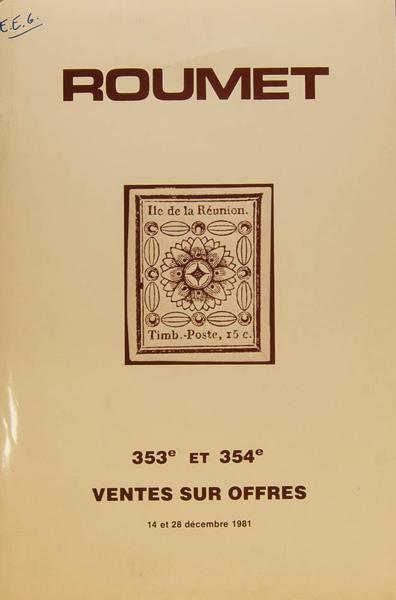 E.E.G.
ROUMET
Ile de la Réunion.
Timb.-Poste, 15 c.
353e ET 354e
VENTES SUR OFFRES
14 et 28 décembre 1981